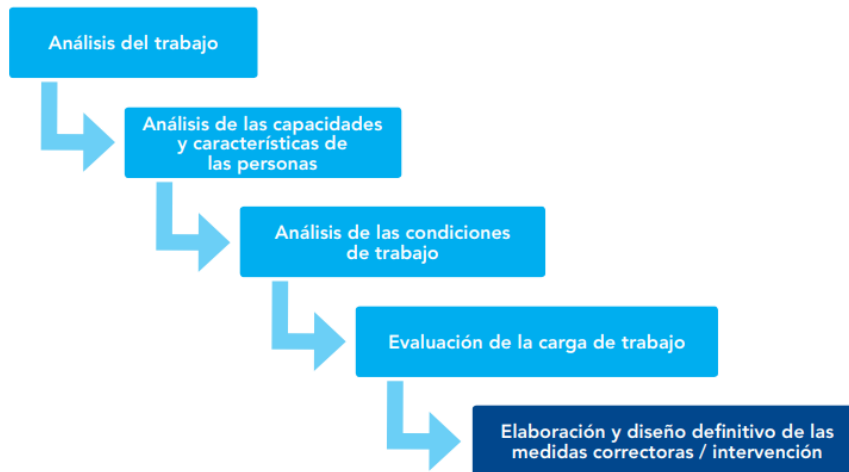 Análisis del trabajo
Análisis de las capacidades
y características de
las personas
Análisis de las condiciones
de trabajo
Evaluación de la carga de trabajo
Elaboración y diseño definitivo de las
medidas correctoras / intervención